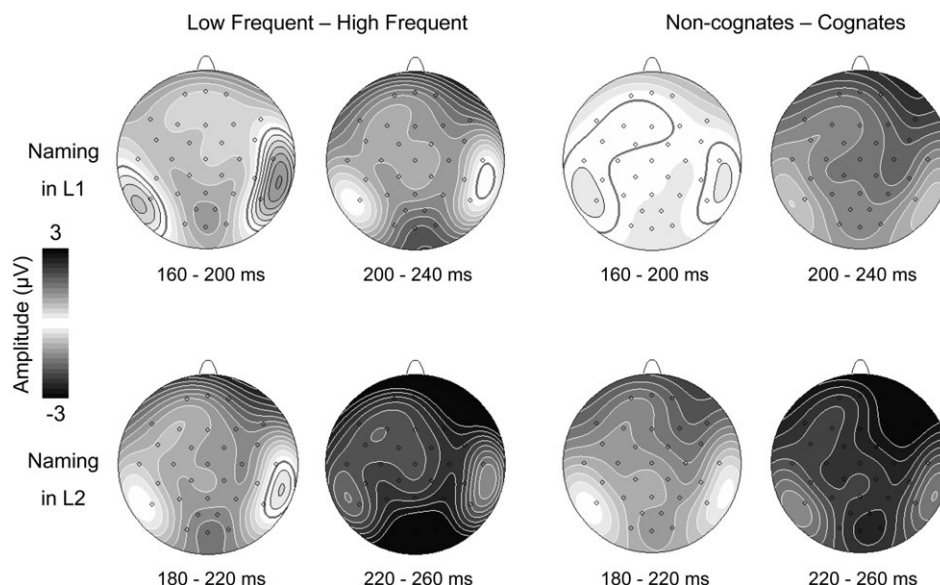 Low Frequent – High Frequent
Non-cognates – Cognates
Naming
in L1
160 - 200 ms
200 - 240 ms
160 - 200 ms
200 - 240 ms
3
Amplitude (µV)
-3
Naming
in L2
180 - 220 ms
220 - 260 ms
180 - 220 ms
220 - 260 ms